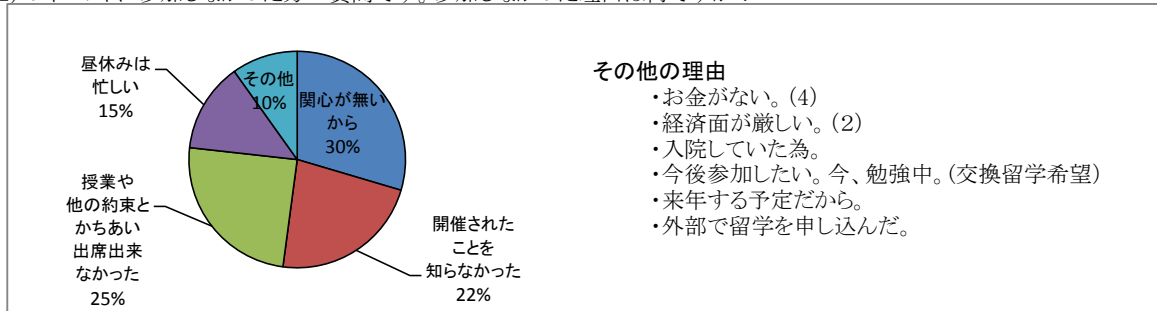 昼休みは
忙しい
15%
その他
10%
関心が無い
から
30%
授業や
他の約束と
かちあい
出席出来
なかった
25%
開催された
ことを
知らなかった
22%
その他の理由
・お金がない。(4)
・経済面が厳しい。(2)
・入院していた為。
・今後参加したい。今、勉強中。(交換留学希望)
・来年する予定だから。
・外部で留学を申し込んだ。